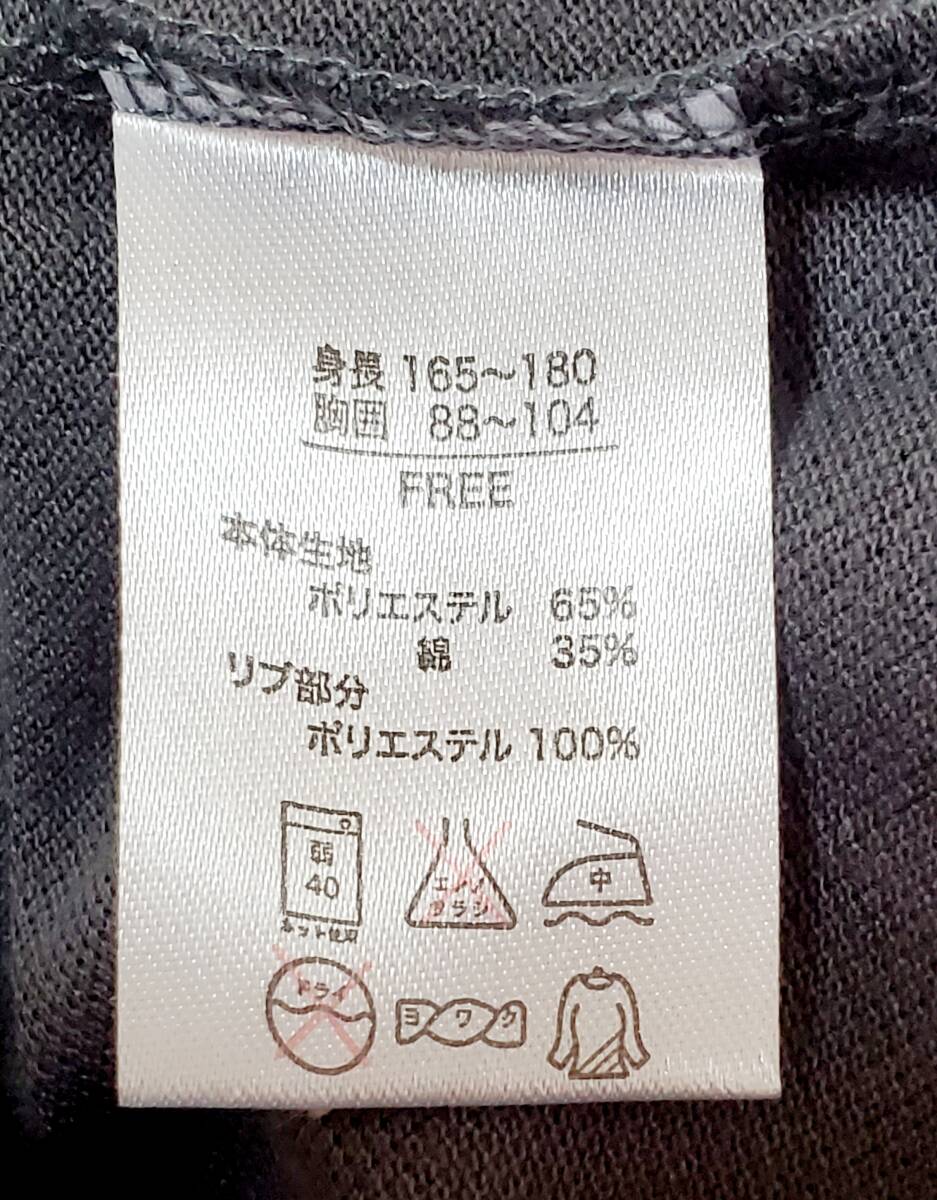 身長 165～180
胸囲 88～104
FREE
本体生地
ポリエステル 65%
綿 35%
リブ部分
ポリエステル 100%
弱
40
ネット使用
エンソ
サラシ
中
ドライ
ヨワク